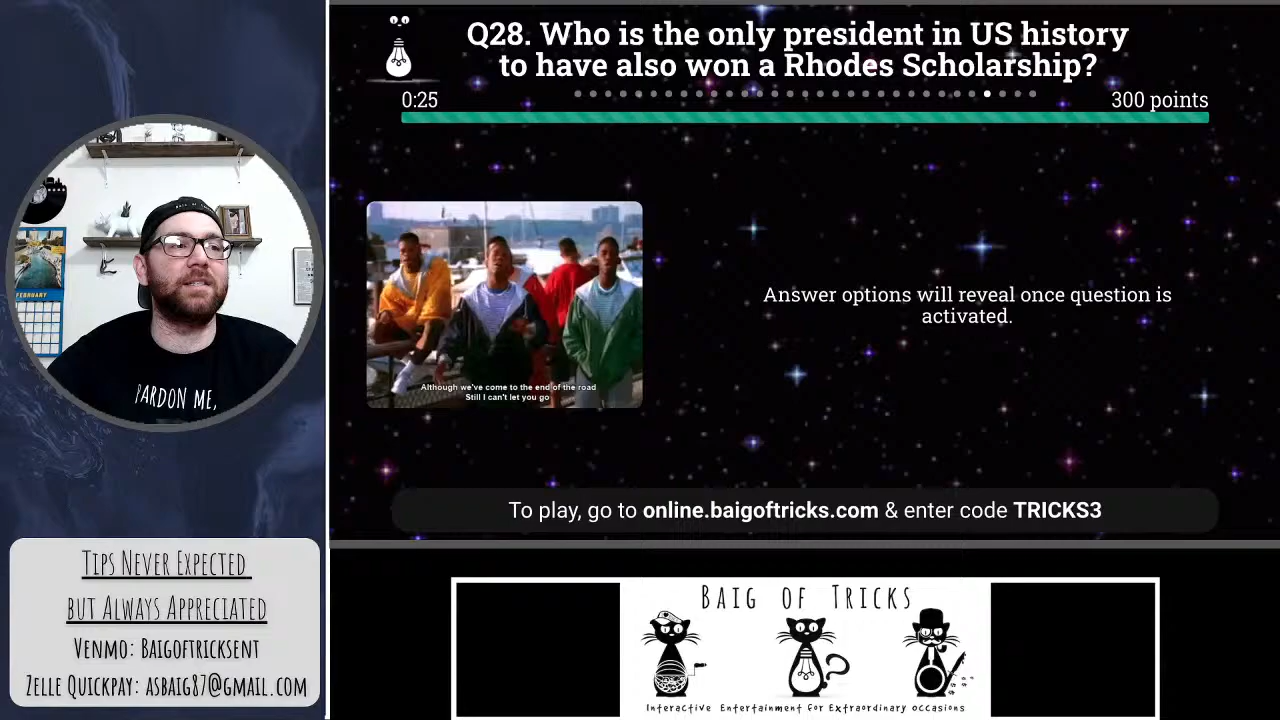 Q28. Who is the only president in US history
to have also won a Rhodes Scholarship?
0:25
300 points
Answer options will reveal once question is
activated.
Although we've come to the end of the road
Still I can't let you go
To play, go to online.baigoftricks.com & enter code TRICKS3
FEBRUARY
PARDON ME,
TIPS NEVER EXPECTED
BUT ALWAYS APPRECIATED
VENMO: BAIGOFTRICKSENT
ZELLE QUICKPAY: ASBAIG87@GMAIL.COM
BAIG OF TRICKS
Interactive Entertainment for Extraordinary Occasions